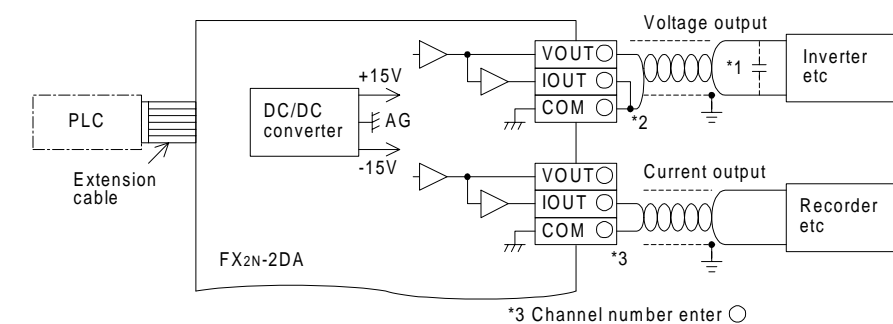 Voltage output
VOUT○
IOUT○
COM ○
*1
Inverter
etc
+15V
DC/DC
converter
AG
-15V
*2
PLC
Extension
cable
VOUT○
IOUT○
COM ○
Current output
Recorder
etc
*3
FX2N-2DA
*3 Channel number enter ○